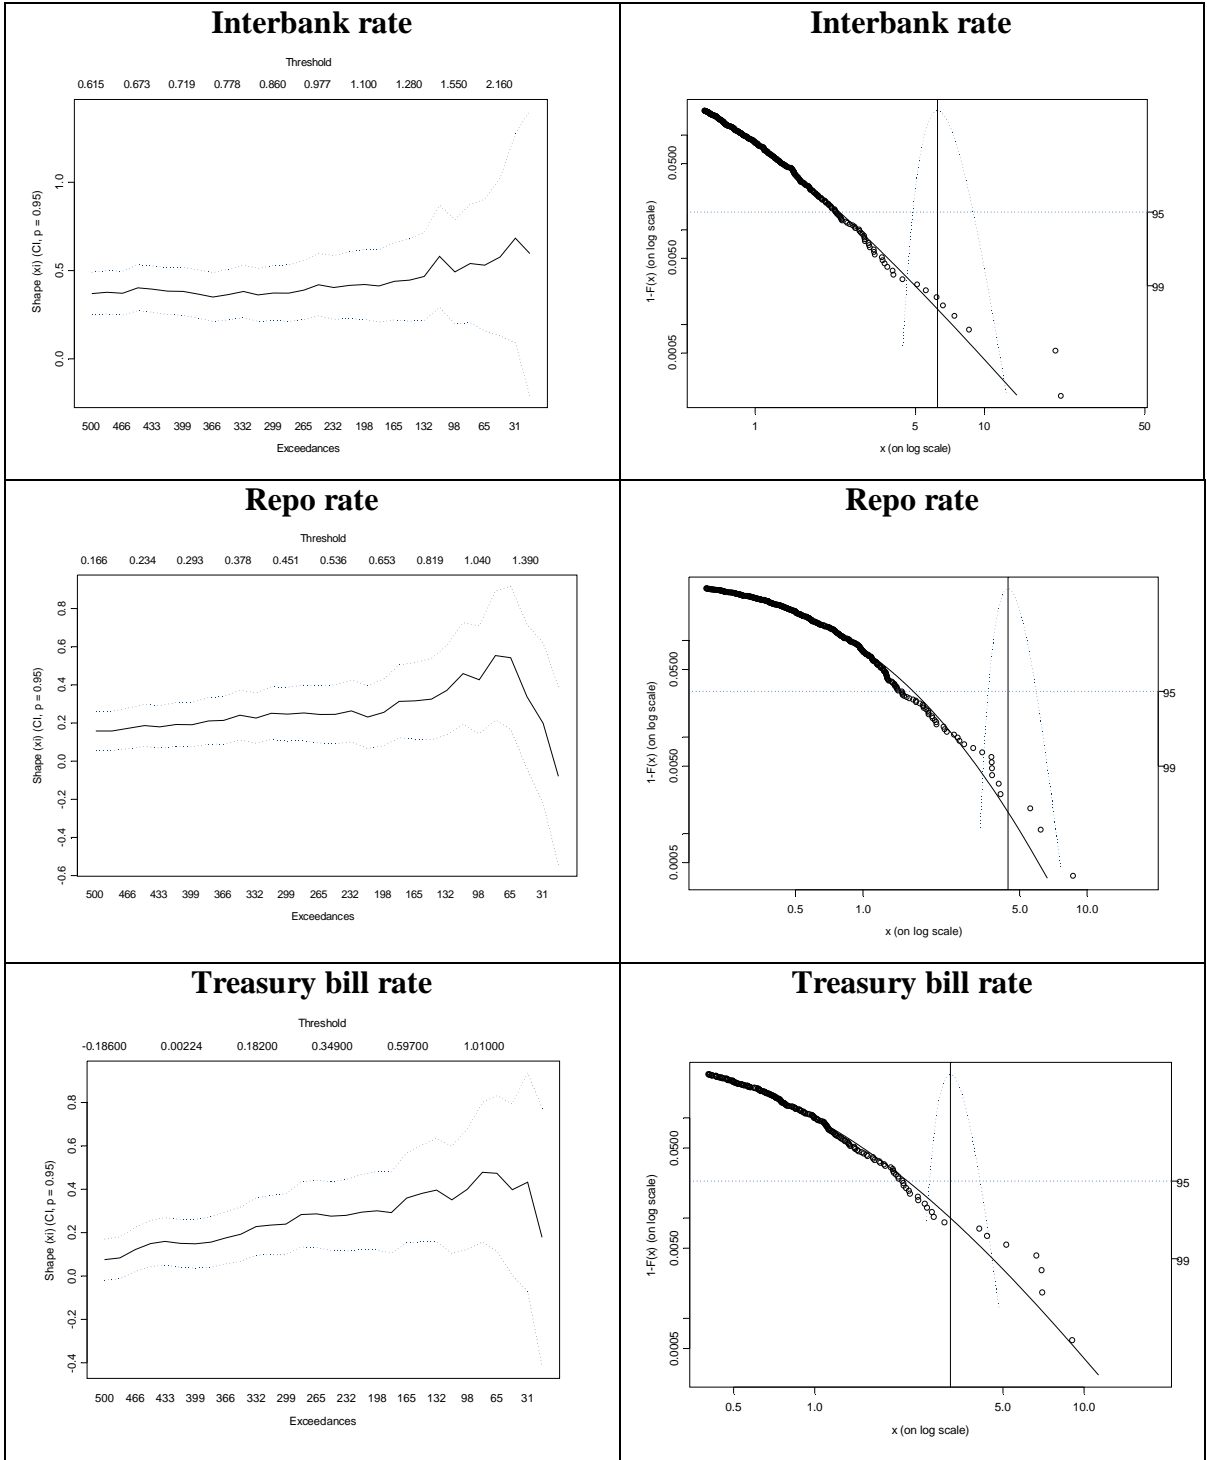 Interbank rate
Threshold
0.615 0.673 0.719 0.778 0.860 0.977 1.100 1.280 1.550 2.160
Shape (xi) (CI, p = 0.95)
1.0
0.5
0.0
500 466 433 399 366 332 299 265 232 198 165 132 98 65 31
Exceedances
Interbank rate
1-F(x) (on log scale)
0.0500
0.0050
0.0005
95
99
1 5 10 50
x (on log scale)
Repo rate
Threshold
0.166 0.234 0.293 0.378 0.451 0.536 0.653 0.819 1.040 1.390
Shape (xi) (CI, p = 0.95)
0.8
0.6
0.4
0.2
0.0
-0.2
-0.4
-0.6
500 466 433 399 366 332 299 265 232 198 165 132 98 65 31
Exceedances
Repo rate
1-F(x) (on log scale)
0.0500
0.0050
0.0005
95
99
0.5 1.0 5.0 10.0
x (on log scale)
Treasury bill rate
Threshold
-0.18600 0.00224 0.18200 0.34900 0.59700 1.01000
Shape (xi) (CI, p = 0.95)
0.8
0.6
0.4
0.2
0.0
-0.2
-0.4
500 466 433 399 366 332 299 265 232 198 165 132 98 65 31
Exceedances
Treasury bill rate
1-F(x) (on log scale)
0.0500
0.0050
0.0005
95
99
0.5 1.0 5.0 10.0
x (on log scale)